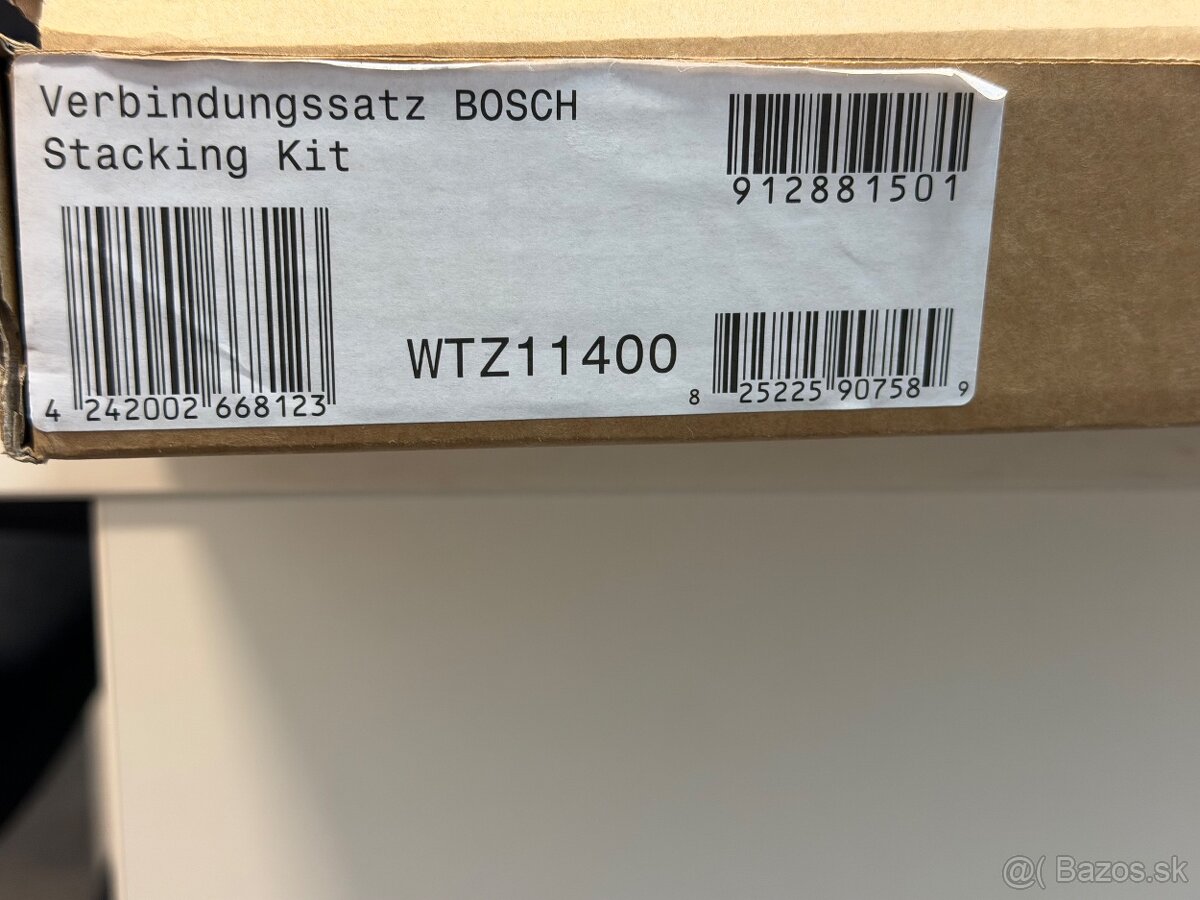 Verbindungssatz BOSCH
Stacking Kit
912881501
4 242002 668123
WTZ11400
8 25225 90758 9
@( Bazos.sk